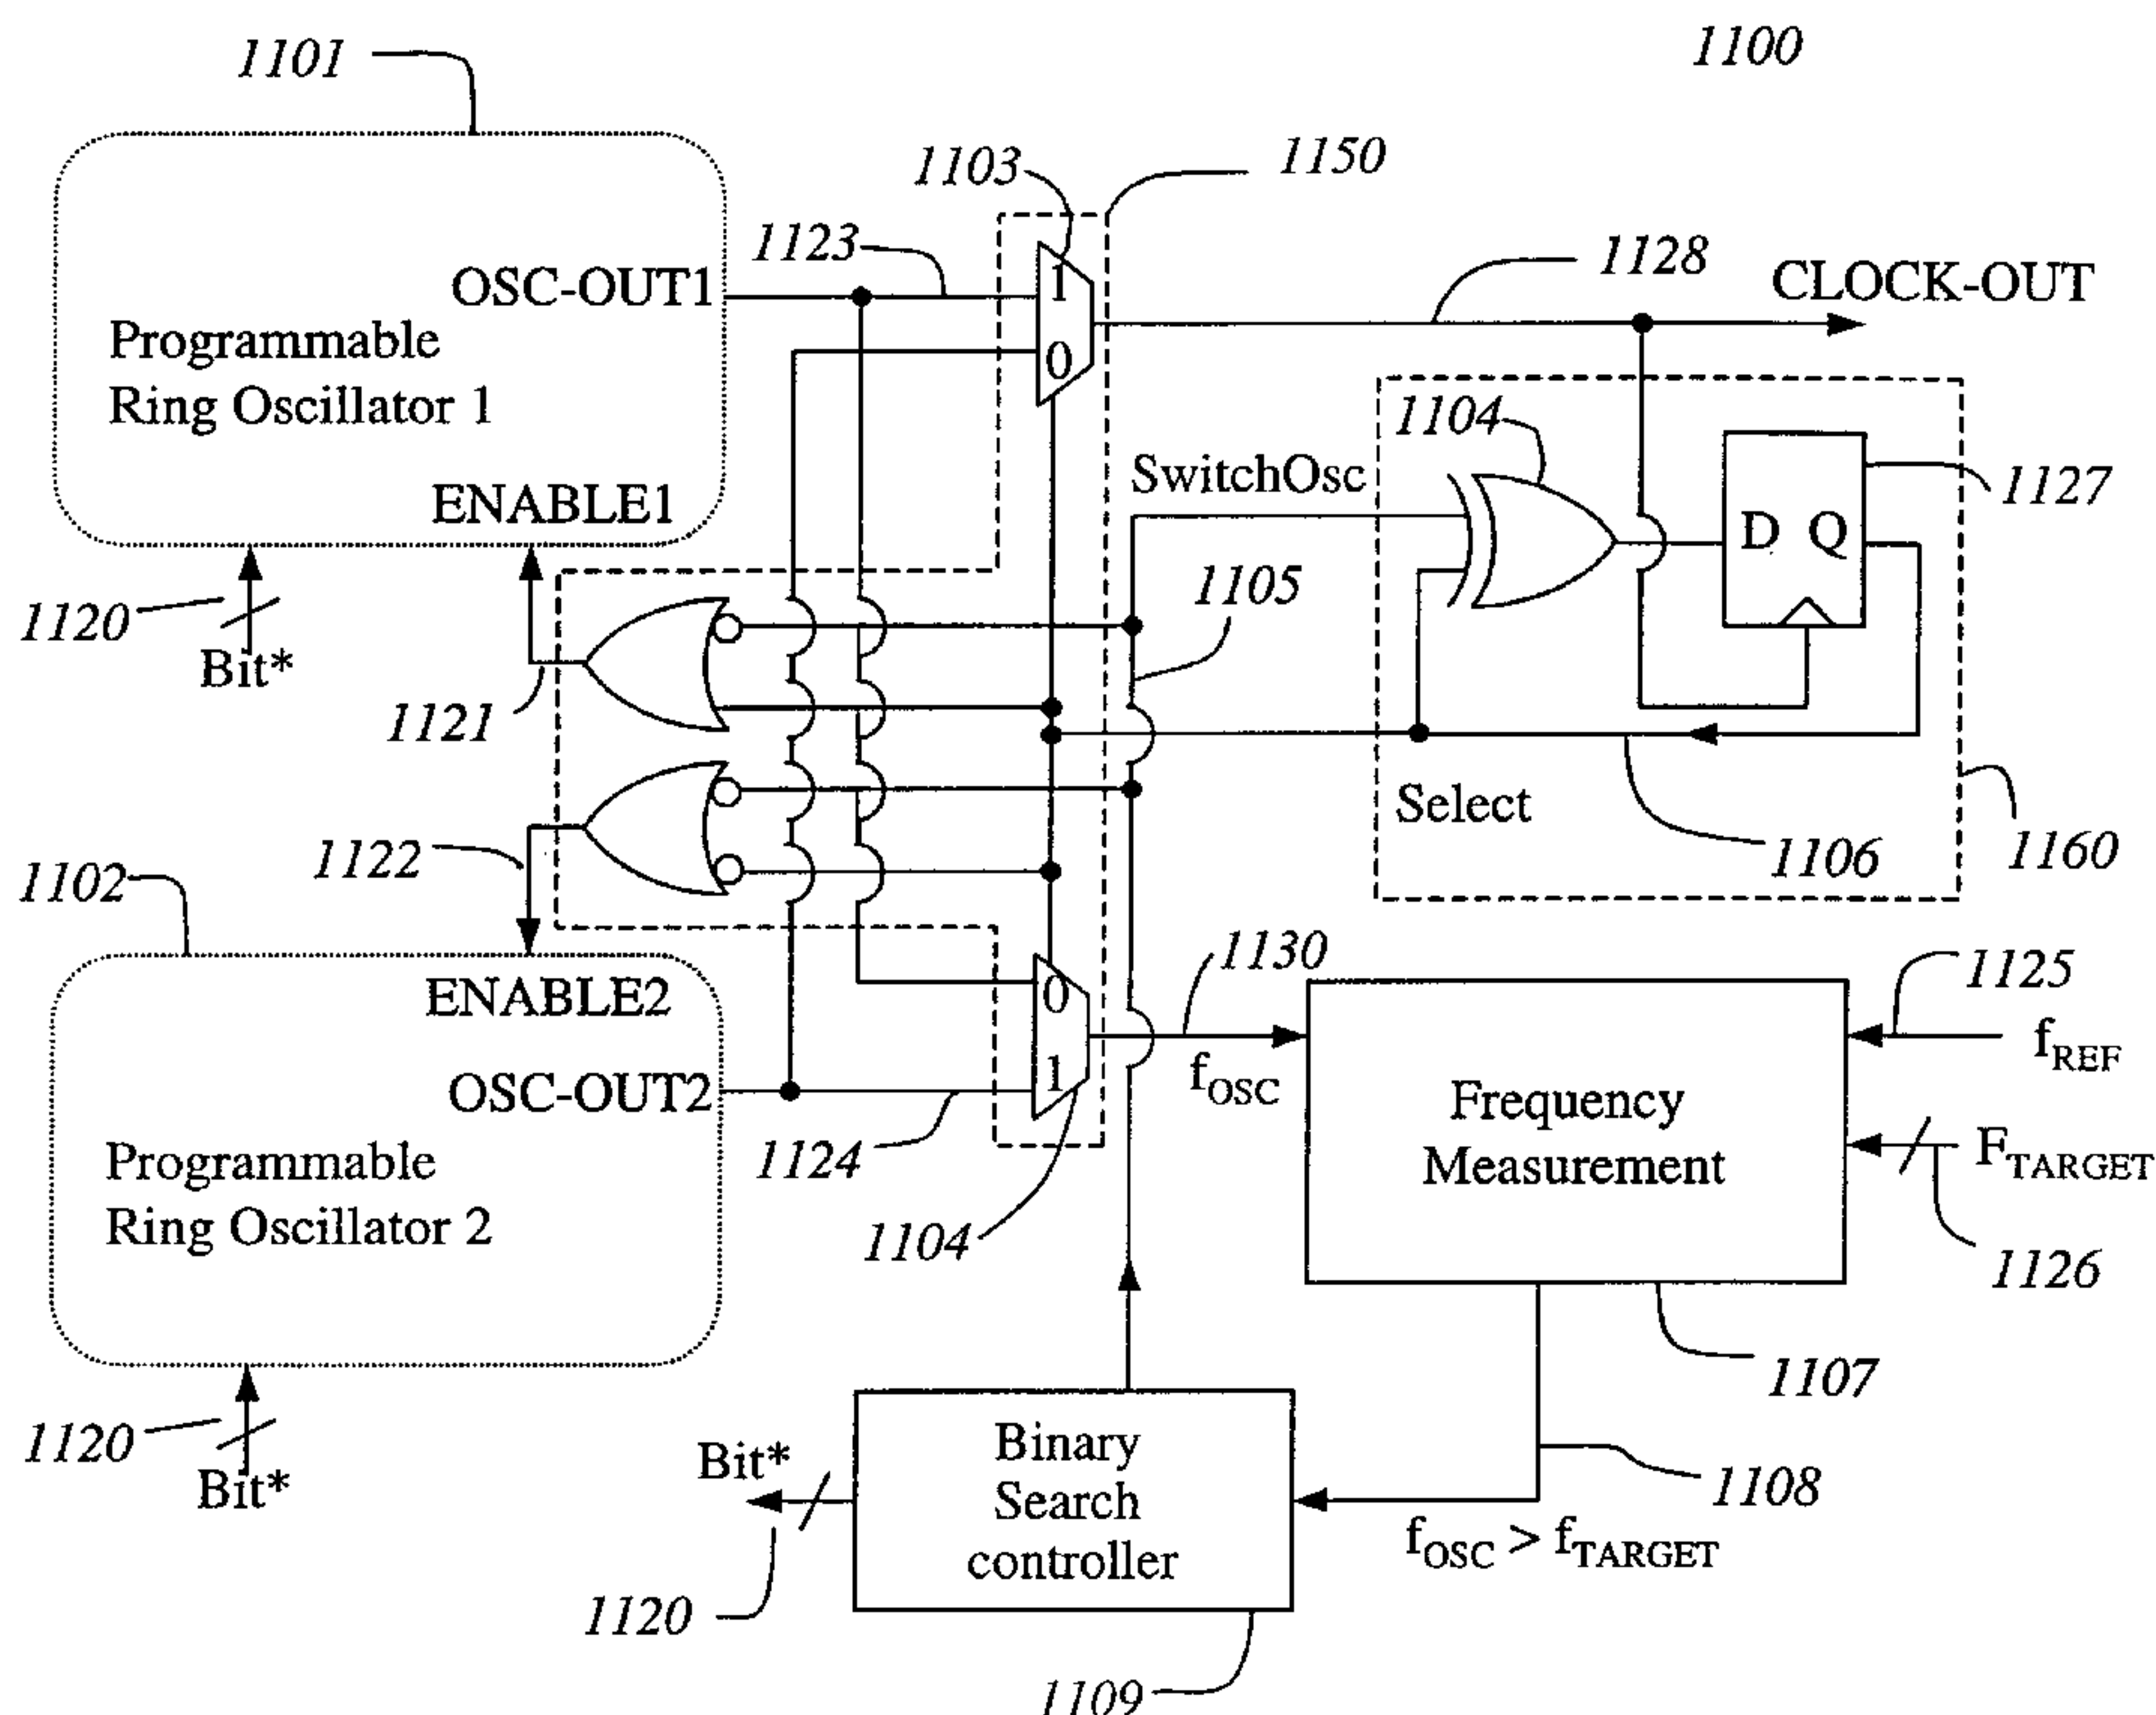 1100
1101
1103
1150
1123
OSC-OUT1
1
0
1128
CLOCK-OUT
Programmable
Ring Oscillator 1
1104
SwitchOsc
1127
D Q
ENABLE1
1120
Bit*
1105
1121
Select
1106
1160
1122
1102
ENABLE2
0
1
1130
fOSC
1125
fREF
OSC-OUT2
1124
1104
Frequency
Measurement
FTARGET
1126
Programmable
Ring Oscillator 2
1107
1120
Bit*
Bit*
1120
Binary
Search
controller
1108
fOSC > fTARGET
1109